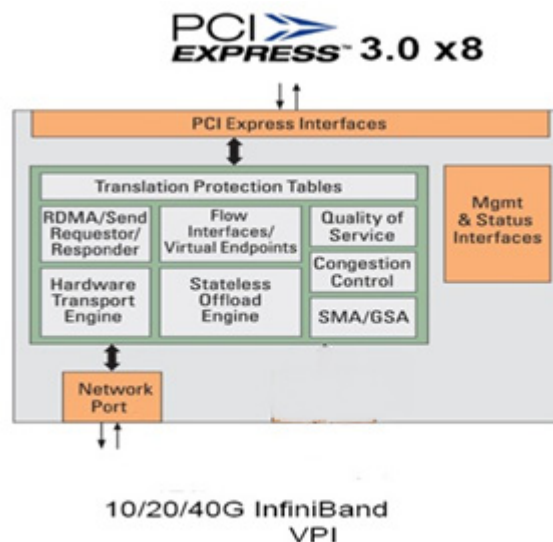 PCI
EXPRESS™ 3.0 x8
PCI Express Interfaces
Translation Protection Tables
RDMA/Send
Requestor/
Responder
Flow
Interfaces/
Virtual Endpoints
Quality of
Service
Mgmt
& Status
Interfaces
Hardware
Transport
Engine
Stateless
Offload
Engine
Congestion
Control
SMA/GSA
Network
Port
10/20/40G InfiniBand
VPI